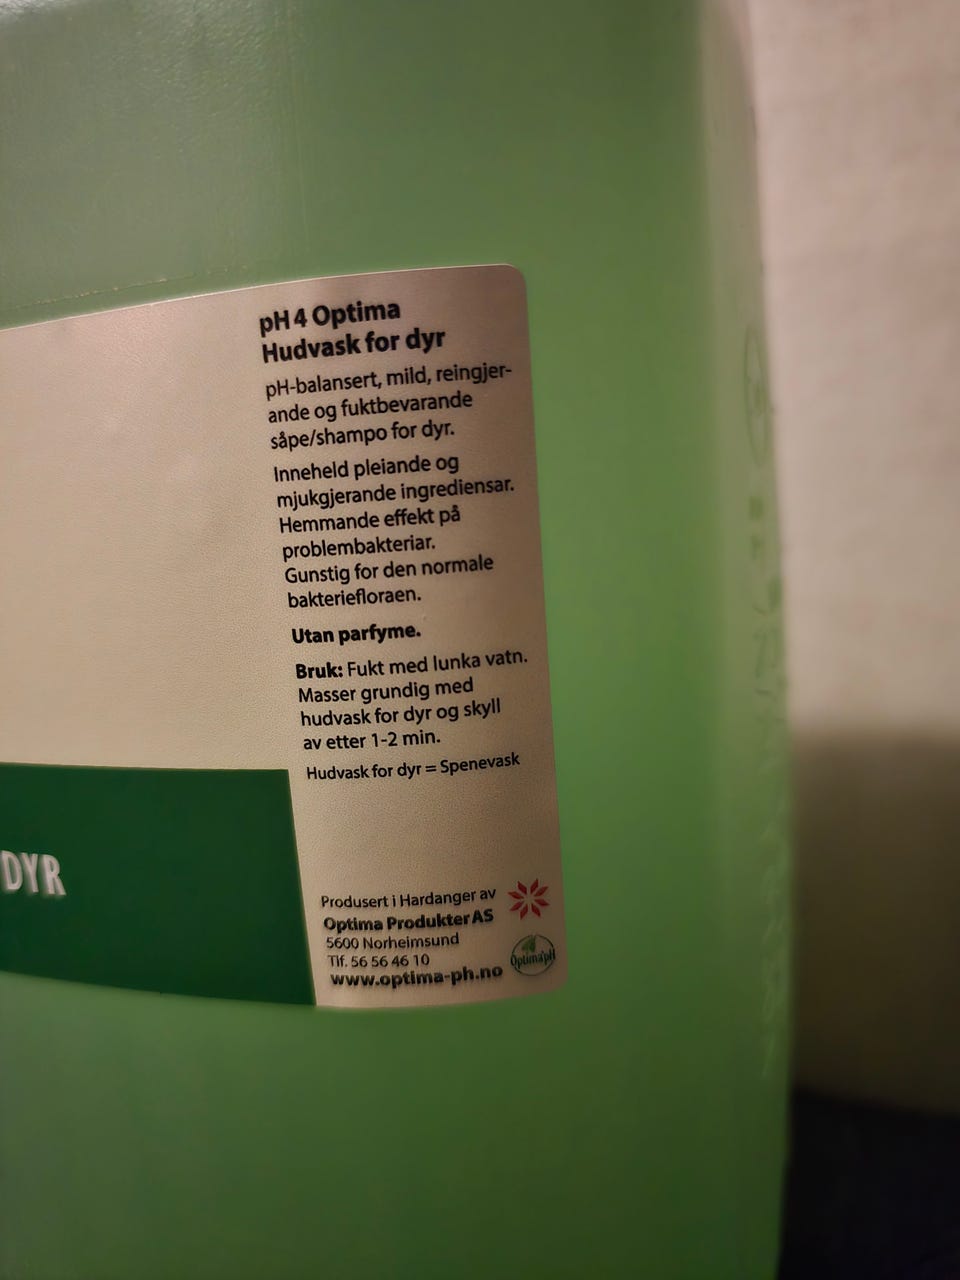 pH 4 Optima
Hudvask for dyr
pH-balansert, mild, reingjer-
ande og fuktbevarande
såpe/shampo for dyr.
Inneheld pleiande og
mjukgjerande ingrediensar.
Hemmande effekt på
problembakteriar.
Gunstig for den normale
bakteriefloraen.
Utan parfyme.
Bruk: Fukt med lunka vatn.
Masser grundig med
hudvask for dyr og skyll
av etter 1-2 min.
Hudvask for dyr = Spenevask
DYR
Produsert i Hardanger av
Optima Produkter AS
5600 Norheimsund
Tlf. 56 56 46 10
www.optima-ph.no
Optima pH